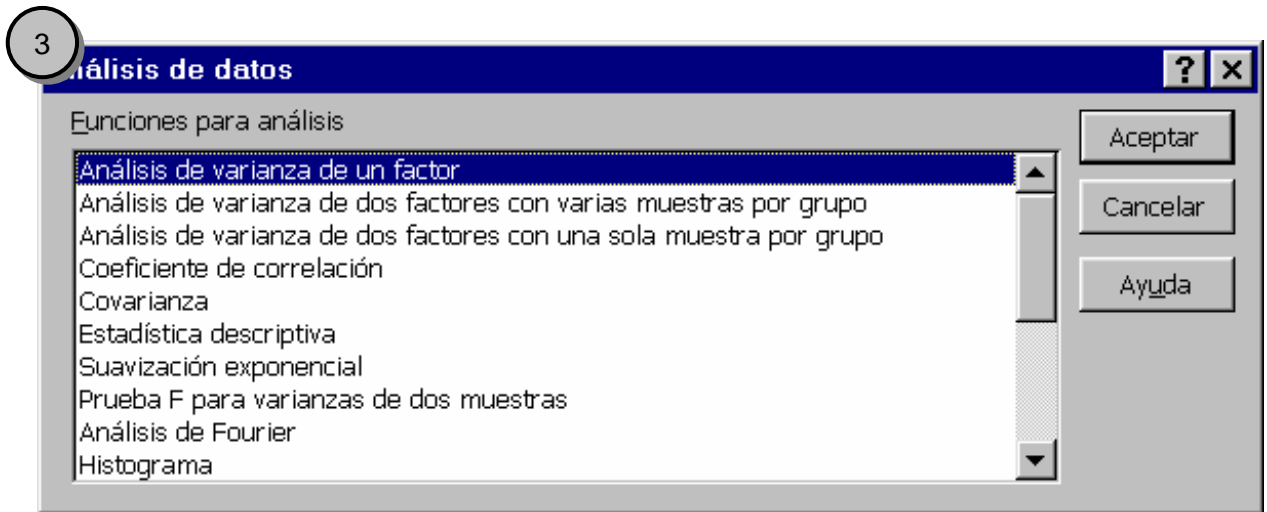 3
nálisis de datos
Funciones para análisis
Análisis de varianza de un factor
Análisis de varianza de dos factores con varias muestras por grupo
Análisis de varianza de dos factores con una sola muestra por grupo
Coeficiente de correlación
Covarianza
Estadística descriptiva
Suavización exponencial
Prueba F para varianzas de dos muestras
Análisis de Fourier
Histograma
Aceptar
Cancelar
Ayuda